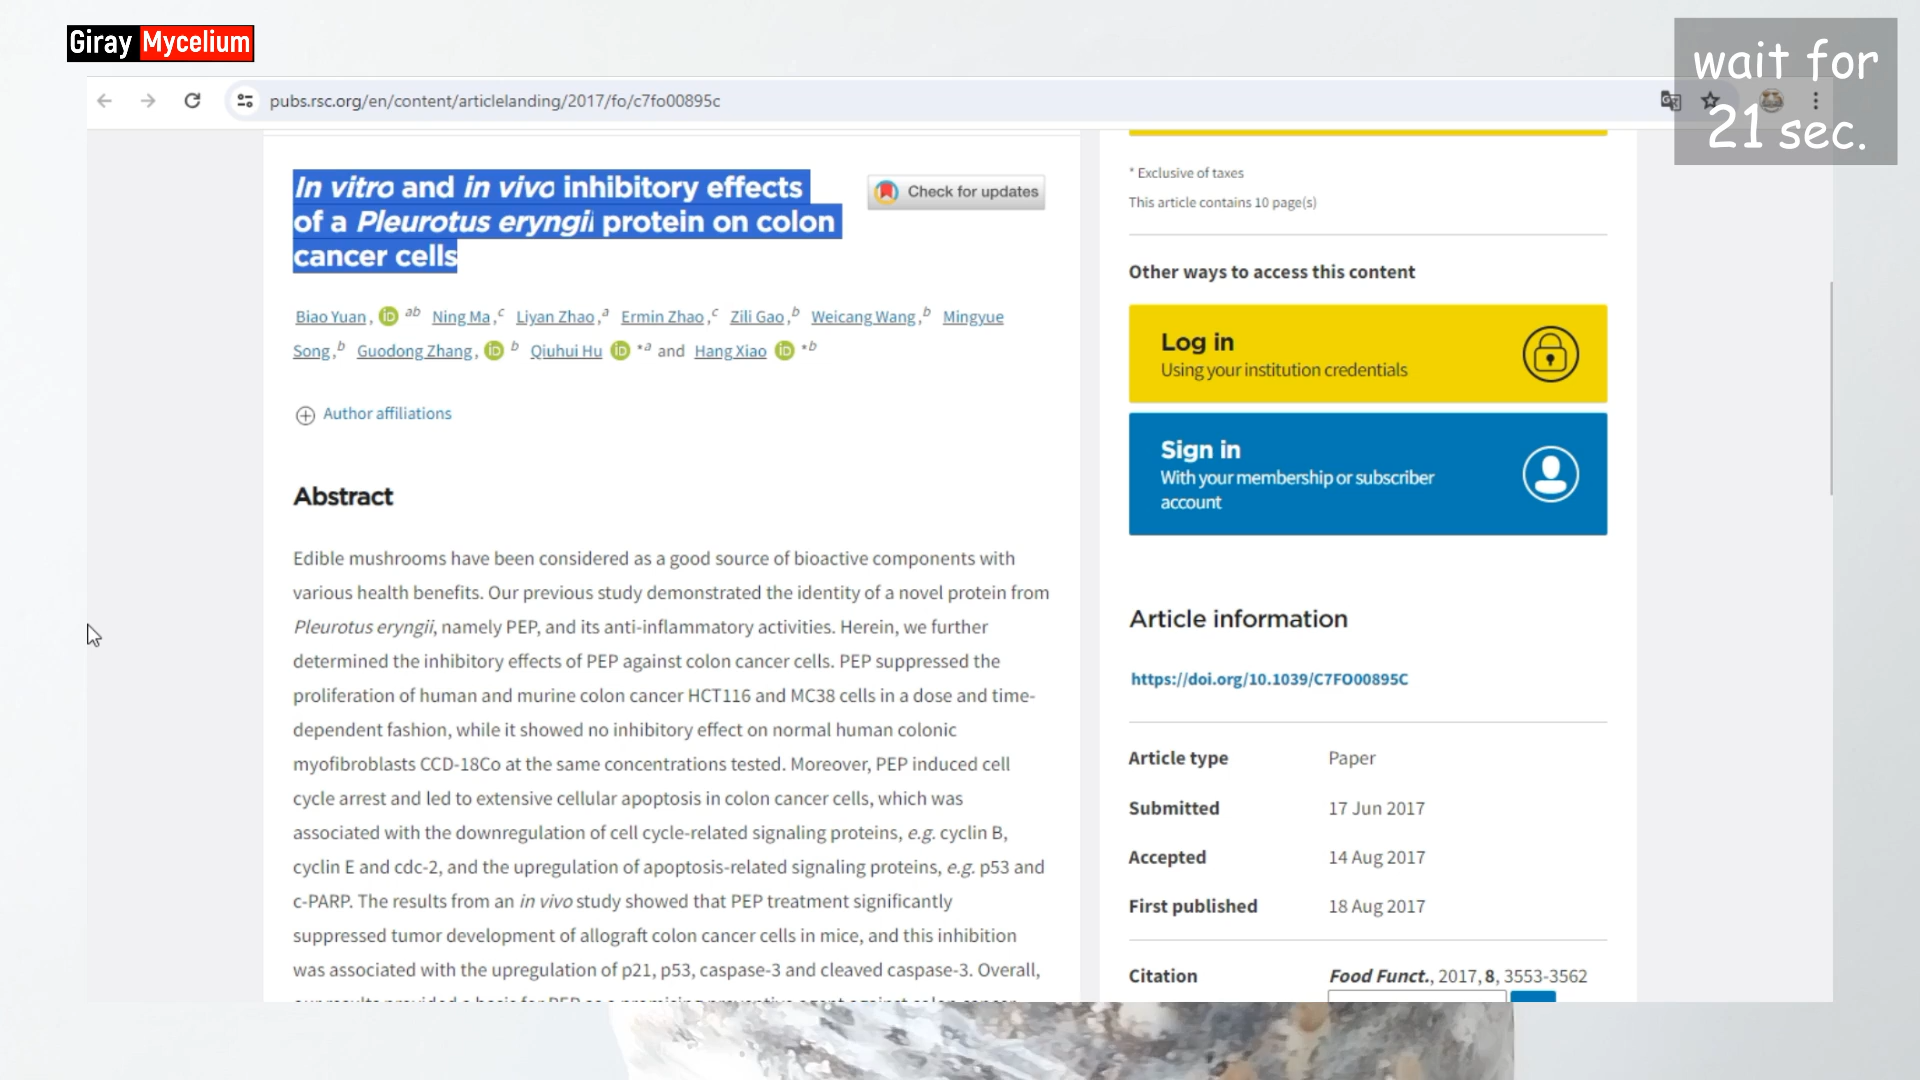 Giray Mycelium
wait for
21 sec.
pubs.rsc.org/en/content/articlelanding/2017/fo/c7fo00895c
In vitro and in vivo inhibitory effects
of a Pleurotus eryngii protein on colon
cancer cells
Check for updates
Biao Yuan, iD ab Ning Ma,c Liyan Zhao,a Ermin Zhao,c Zili Gao,b Weicang Wang,b Mingyue
Song,b Guodong Zhang, iD b Qiuhui Hu iD *a and Hang Xiao iD *b
Author affiliations
Abstract
Edible mushrooms have been considered as a good source of bioactive components with
various health benefits. Our previous study demonstrated the identity of a novel protein from
Pleurotus eryngii, namely PEP, and its anti-inflammatory activities. Herein, we further
determined the inhibitory effects of PEP against colon cancer cells. PEP suppressed the
proliferation of human and murine colon cancer HCT116 and MC38 cells in a dose and time-
dependent fashion, while it showed no inhibitory effect on normal human colonic
myofibroblasts CCD-18Co at the same concentrations tested. Moreover, PEP induced cell
cycle arrest and led to extensive cellular apoptosis in colon cancer cells, which was
associated with the downregulation of cell cycle-related signaling proteins, e.g. cyclin B,
cyclin E and cdc-2, and the upregulation of apoptosis-related signaling proteins, e.g. p53 and
c-PARP. The results from an in vivo study showed that PEP treatment significantly
suppressed tumor development of allograft colon cancer cells in mice, and this inhibition
was associated with the upregulation of p21, p53, caspase-3 and cleaved caspase-3. Overall,
* Exclusive of taxes
This article contains 10 page(s)
Other ways to access this content
Log in
Using your institution credentials
Sign in
With your membership or subscriber
account
Article information
https://doi.org/10.1039/C7FO00895C
Article type Paper
Submitted 17 Jun 2017
Accepted 14 Aug 2017
First published 18 Aug 2017
Citation Food Funct., 2017, 8, 3553-3562